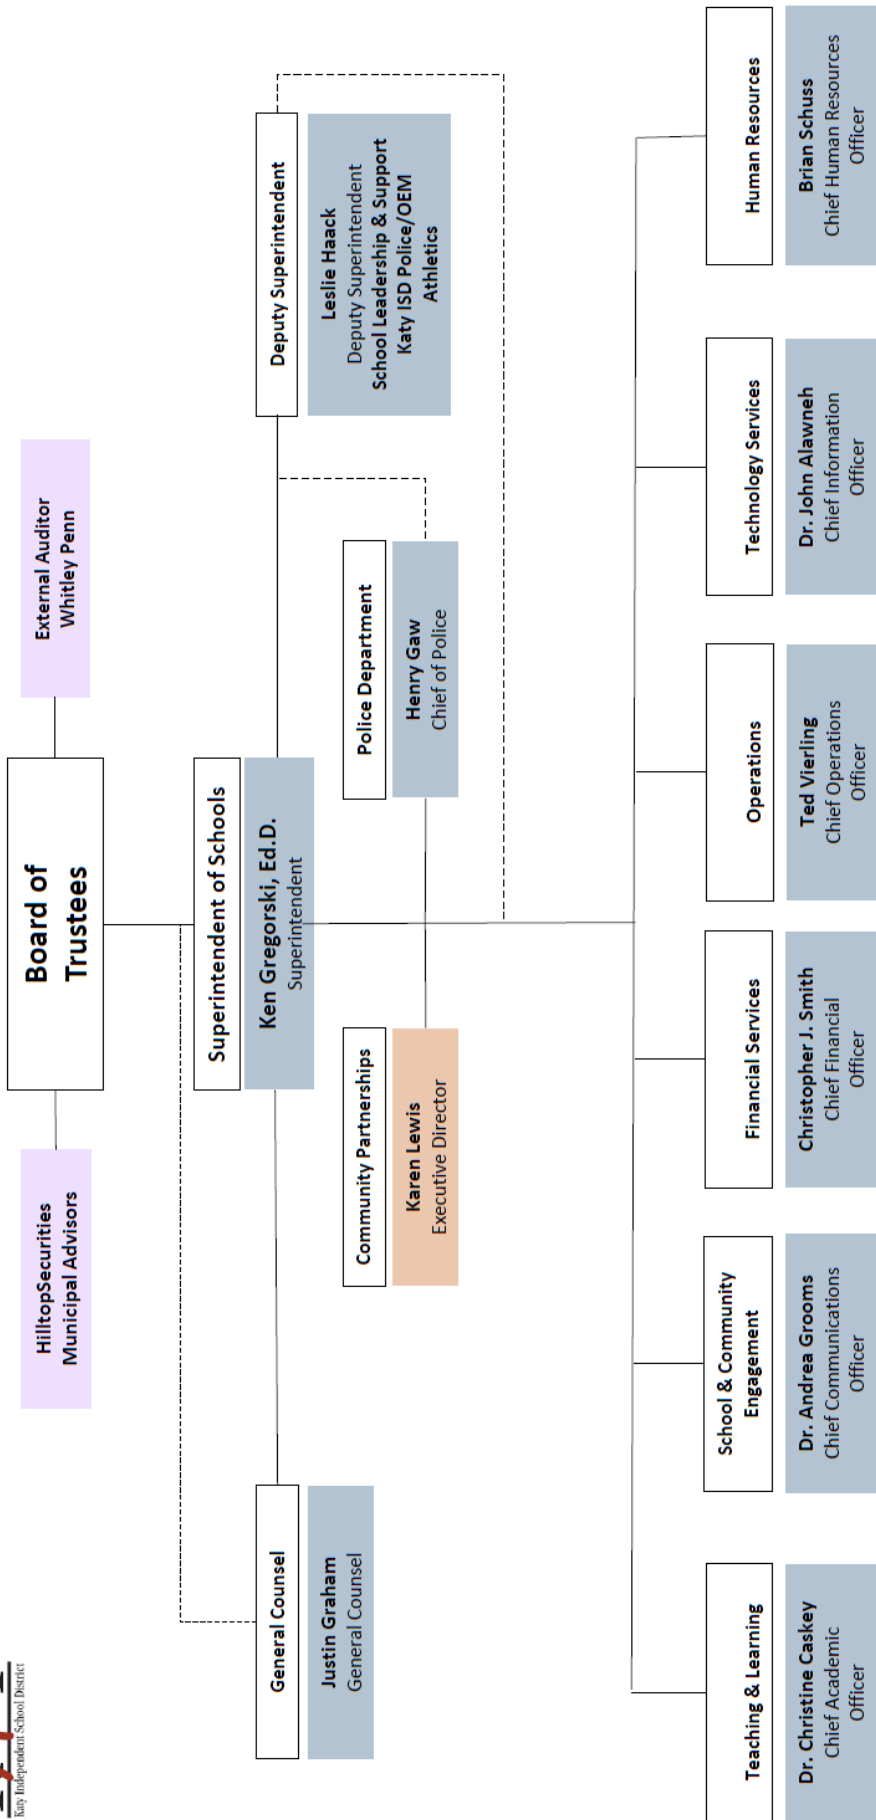 Katy Independent School District
Board of
Trustees
HilltopSecurities
Municipal Advisors
External Auditor
Whitley Penn
Superintendent of Schools
Ken Gregorski, Ed.D.
Superintendent
General Counsel
Justin Graham
General Counsel
Deputy Superintendent
Leslie Haack
Deputy Superintendent
School Leadership & Support
Katy ISD Police/OEM
Athletics
Community Partnerships
Karen Lewis
Executive Director
Police Department
Henry Gaw
Chief of Police
Teaching & Learning
Dr. Christine Caskey
Chief Academic
Officer
School & Community
Engagement
Dr. Andrea Grooms
Chief Communications
Officer
Financial Services
Christopher J. Smith
Chief Financial
Officer
Operations
Ted Vierling
Chief Operations
Officer
Technology Services
Dr. John Alawneh
Chief Information
Officer
Human Resources
Brian Schuss
Chief Human Resources
Officer